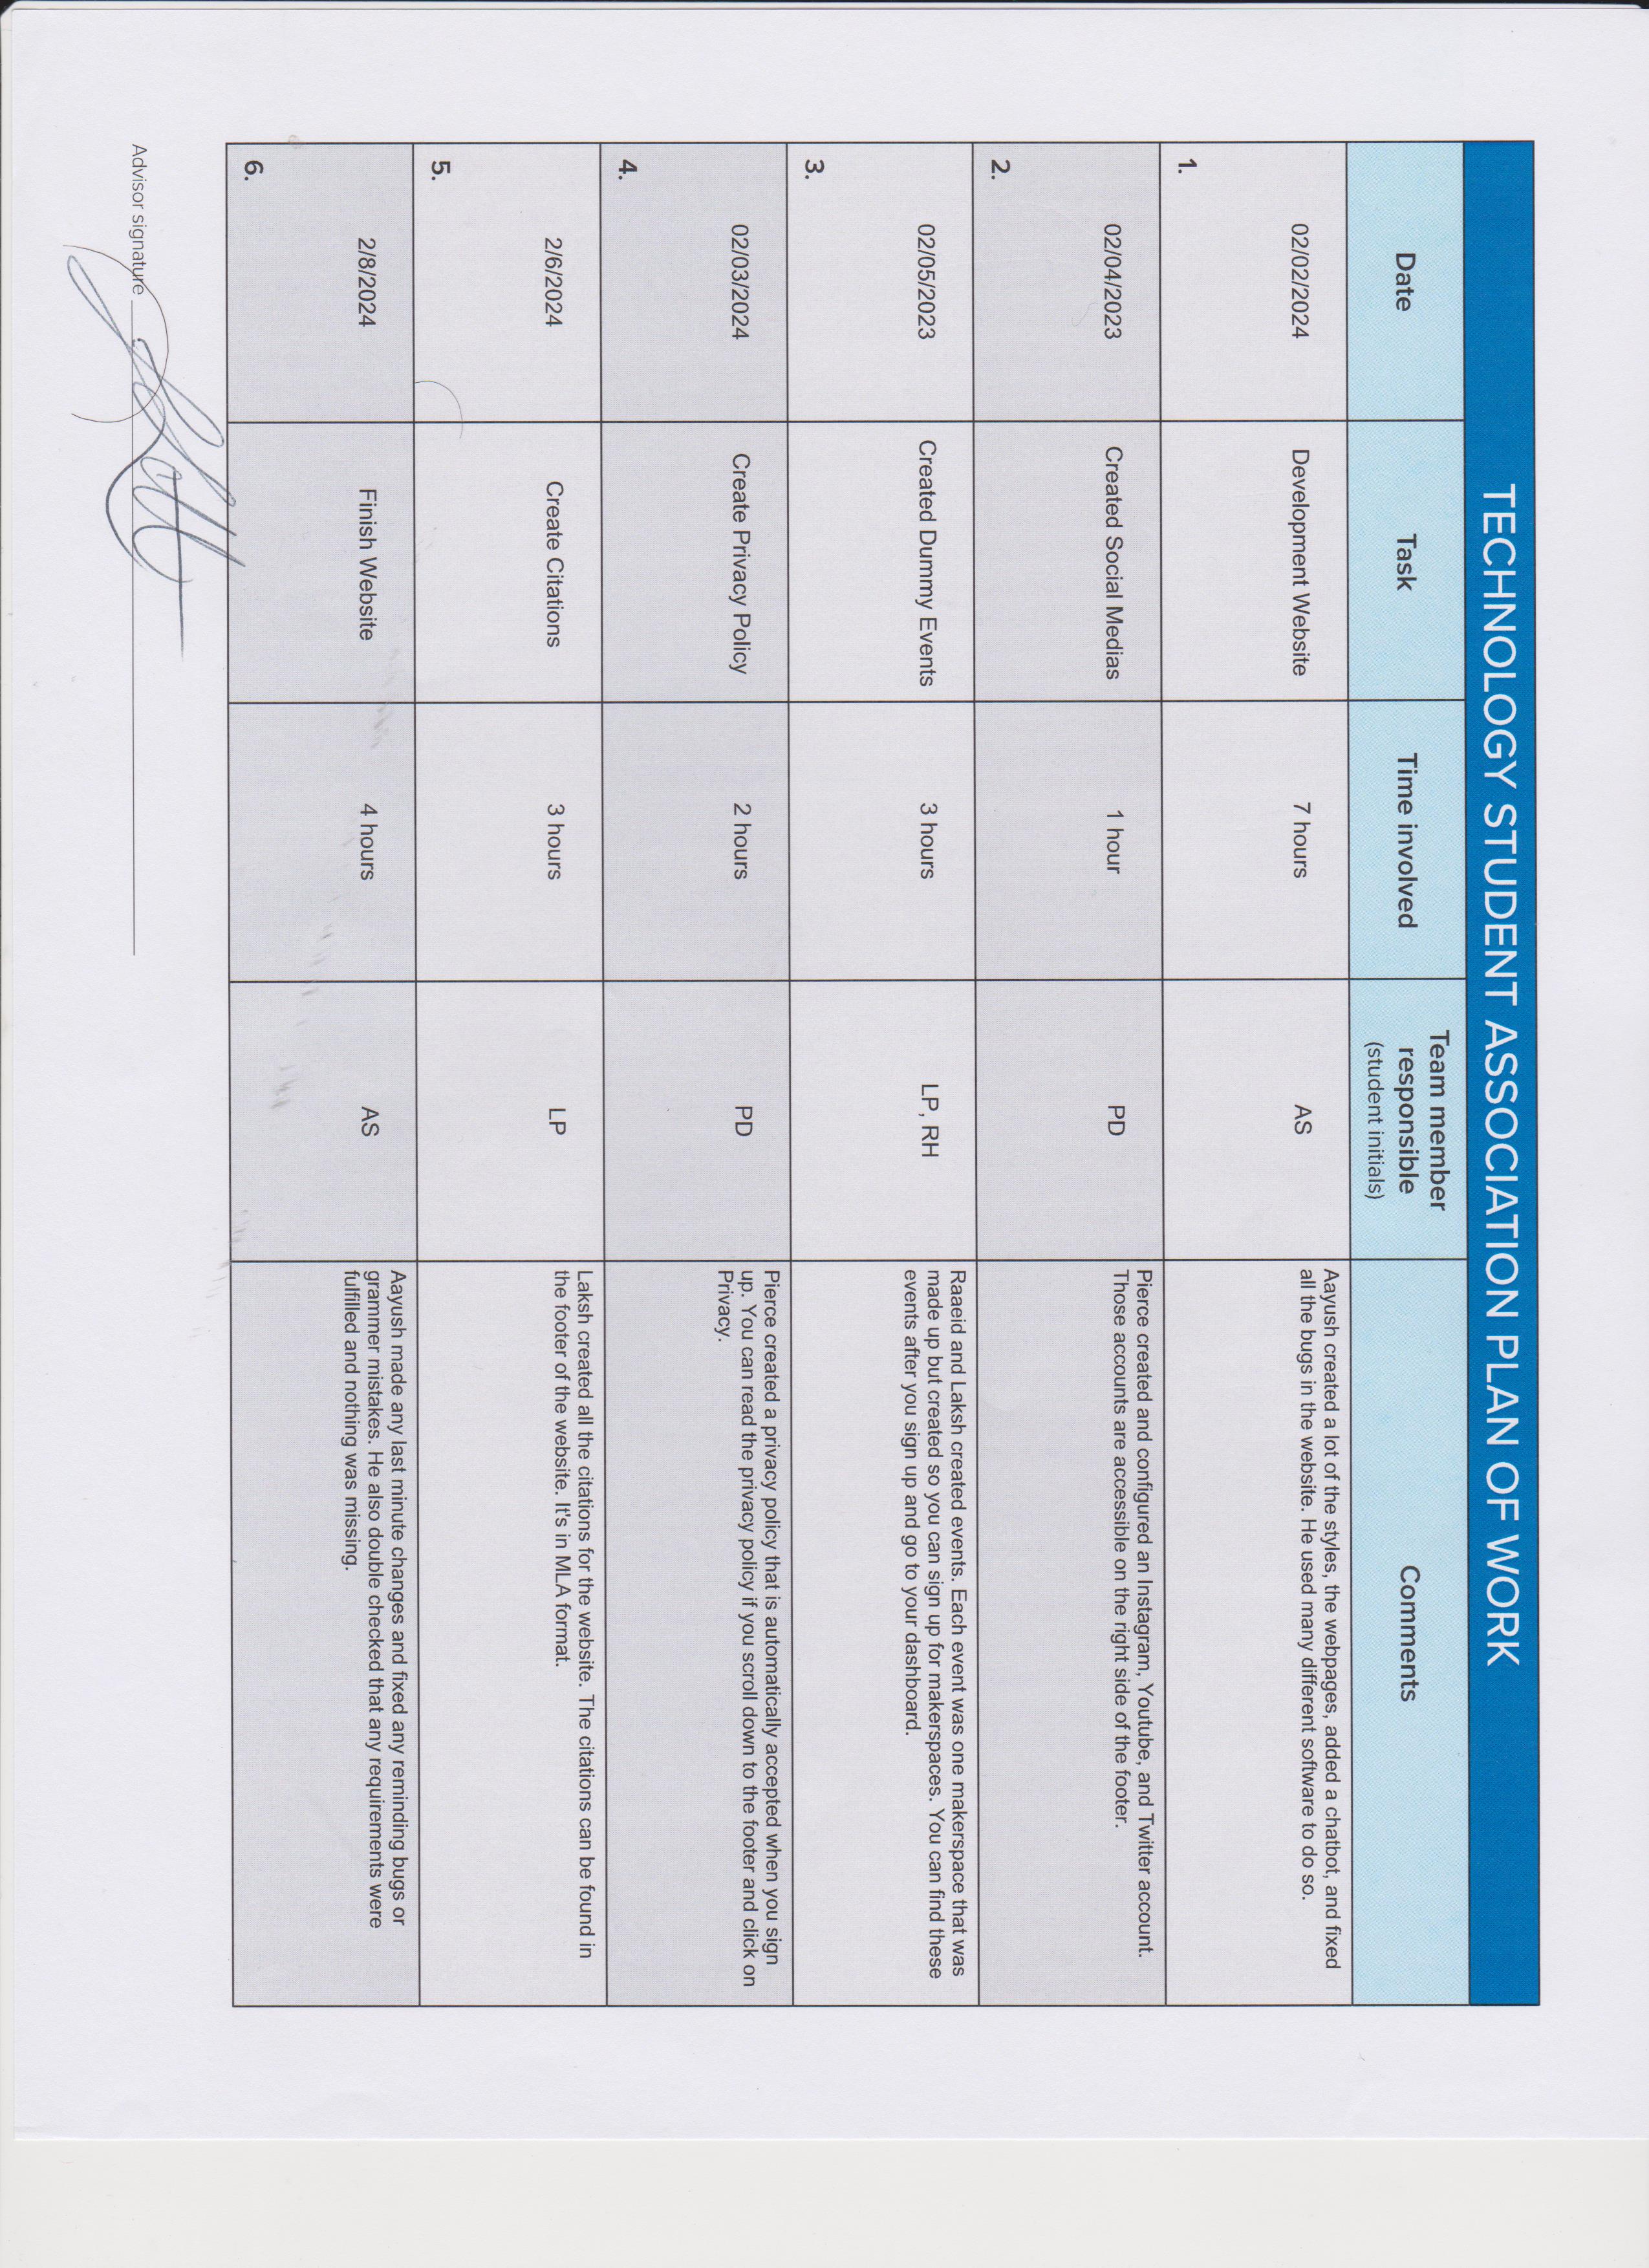 TECHNOLOGY STUDENT ASSOCIATION PLAN OF WORK
Date
Task
Time involved
Team member
responsible
(student initials)
Comments
1.
02/02/2024
Development Website
7 hours
AS
Aayush created a lot of the styles, the webpages, added a chatbot, and fixed
all the bugs in the website. He used many different software to do so.
2.
02/04/2023
Created Social Medias
1 hour
PD
Pierce created and configured an Instagram, Youtube, and Twitter account.
Those accounts are accessible on the right side of the footer.
3.
02/05/2023
Created Dummy Events
3 hours
LP, RH
Raaeid and Laksh created events. Each event was one makerspace that was
made up but created so you can sign up for makerspaces. You can find these
events after you sign up and go to your dashboard.
4.
02/03/2024
Create Privacy Policy
2 hours
PD
Pierce created a privacy policy that is automatically accepted when you sign
up. You can read the privacy policy if you scroll down to the footer and click on
Privacy.
5.
2/6/2024
Create Citations
3 hours
LP
Laksh created all the citations for the website. The citations can be found in
the footer of the website. It's in MLA format.
6.
2/8/2024
Finish Website
4 hours
AS
Aayush made any last minute changes and fixed any reminding bugs or
grammer mistakes. He also double checked that any requirements were
fulfilled and nothing was missing.
Advisor signature